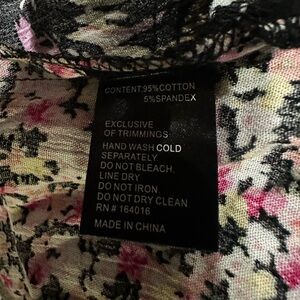 CONTENT:95%COTTON
5%SPANDEX
EXCLUSIVE
OF TRIMMINGS
HAND WASH COLD
SEPARATELY
DO NOT BLEACH.
LINE DRY
DO NOT IRON
DO NOT DRY CLEAN
RN # 164016
MADE IN CHINA